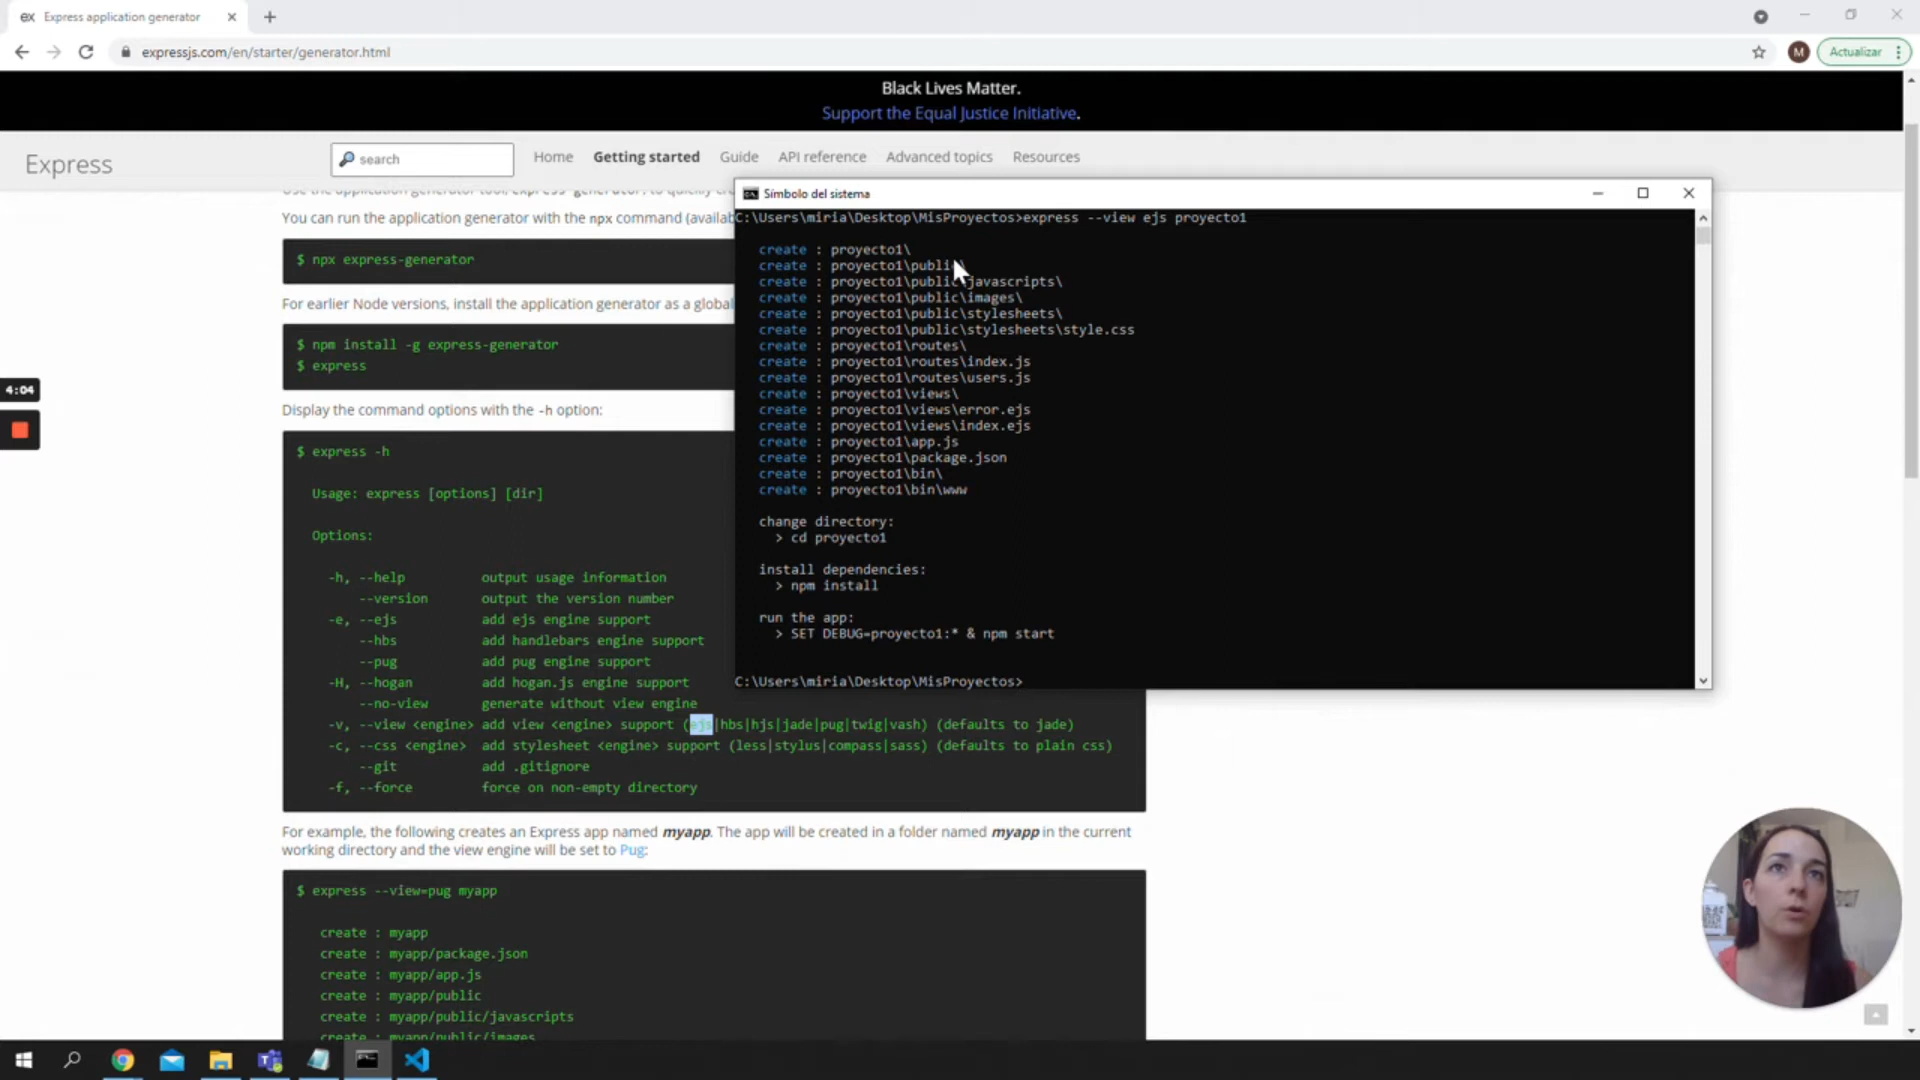 Express application generator
expressjs.com/en/starter/generator.html
M
Actualizar
Black Lives Matter.
Support the Equal Justice Initiative.
Express
search
Home
Getting started
Guide
API reference
Advanced topics
Resources
You can run the application generator with the npx command (availab
$ npx express-generator
For earlier Node versions, install the application generator as a global
$ npm install -g express-generator
$ express
Display the command options with the -h option:
$ express -h
Usage: express [options] [dir]
Options:
-h, --help output usage information
--version output the version number
-e, --ejs add ejs engine support
--hbs add handlebars engine support
--pug add pug engine support
-H, --hogan add hogan.js engine support
--no-view generate without view engine
-v, --view <engine> add view <engine> support (ejs|hbs|hjs|jade|pug|twig|vash) (defaults to jade)
-c, --css <engine> add stylesheet <engine> support (less|stylus|compass|sass) (defaults to plain css)
--git add .gitignore
-f, --force force on non-empty directory
For example, the following creates an Express app named myapp. The app will be created in a folder named myapp in the current
working directory and the view engine will be set to Pug:
$ express --view=pug myapp
create : myapp
create : myapp/package.json
create : myapp/app.js
create : myapp/public
create : myapp/public/javascripts
create : myapp/public/images
Símbolo del sistema
C:\Users\miria\Desktop\MisProyectos>express --view ejs proyecto1
create : proyecto1\
create : proyecto1\public\
create : proyecto1\public\javascripts\
create : proyecto1\public\images\
create : proyecto1\public\stylesheets\
create : proyecto1\public\stylesheets\style.css
create : proyecto1\routes\
create : proyecto1\routes\index.js
create : proyecto1\routes\users.js
create : proyecto1\views\
create : proyecto1\views\error.ejs
create : proyecto1\views\index.ejs
create : proyecto1\app.js
create : proyecto1\package.json
create : proyecto1\bin\
create : proyecto1\bin\www
change directory:
> cd proyecto1
install dependencies:
> npm install
run the app:
> SET DEBUG=proyecto1:* & npm start
C:\Users\miria\Desktop\MisProyectos>
4:04